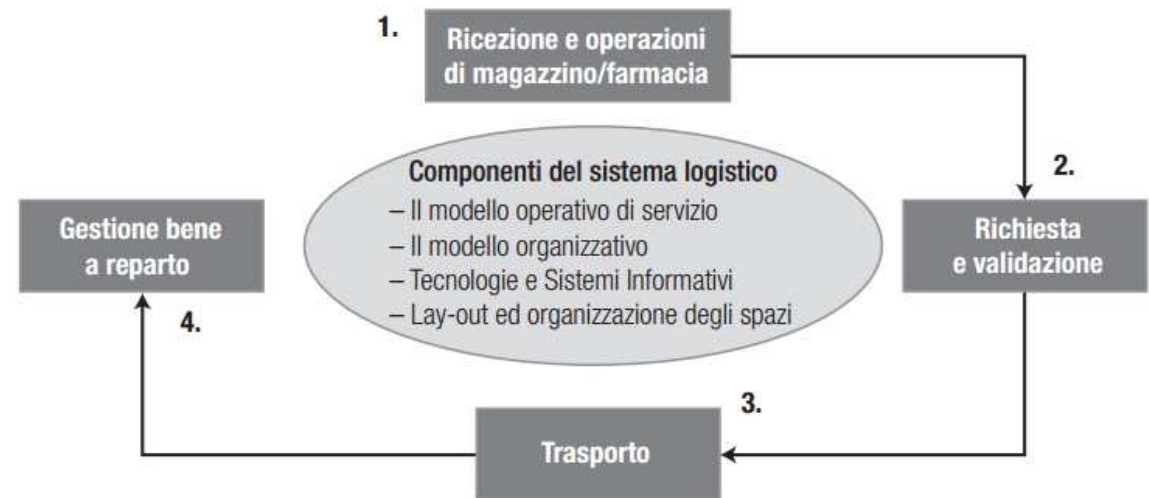 1.
Ricezione e operazioni
di magazzino/farmacia
Componenti del sistema logistico
– Il modello operativo di servizio
– Il modello organizzativo
– Tecnologie e Sistemi Informativi
– Lay-out ed organizzazione degli spazi
2.
Richiesta
e validazione
3.
Trasporto
Gestione bene
a reparto
4.